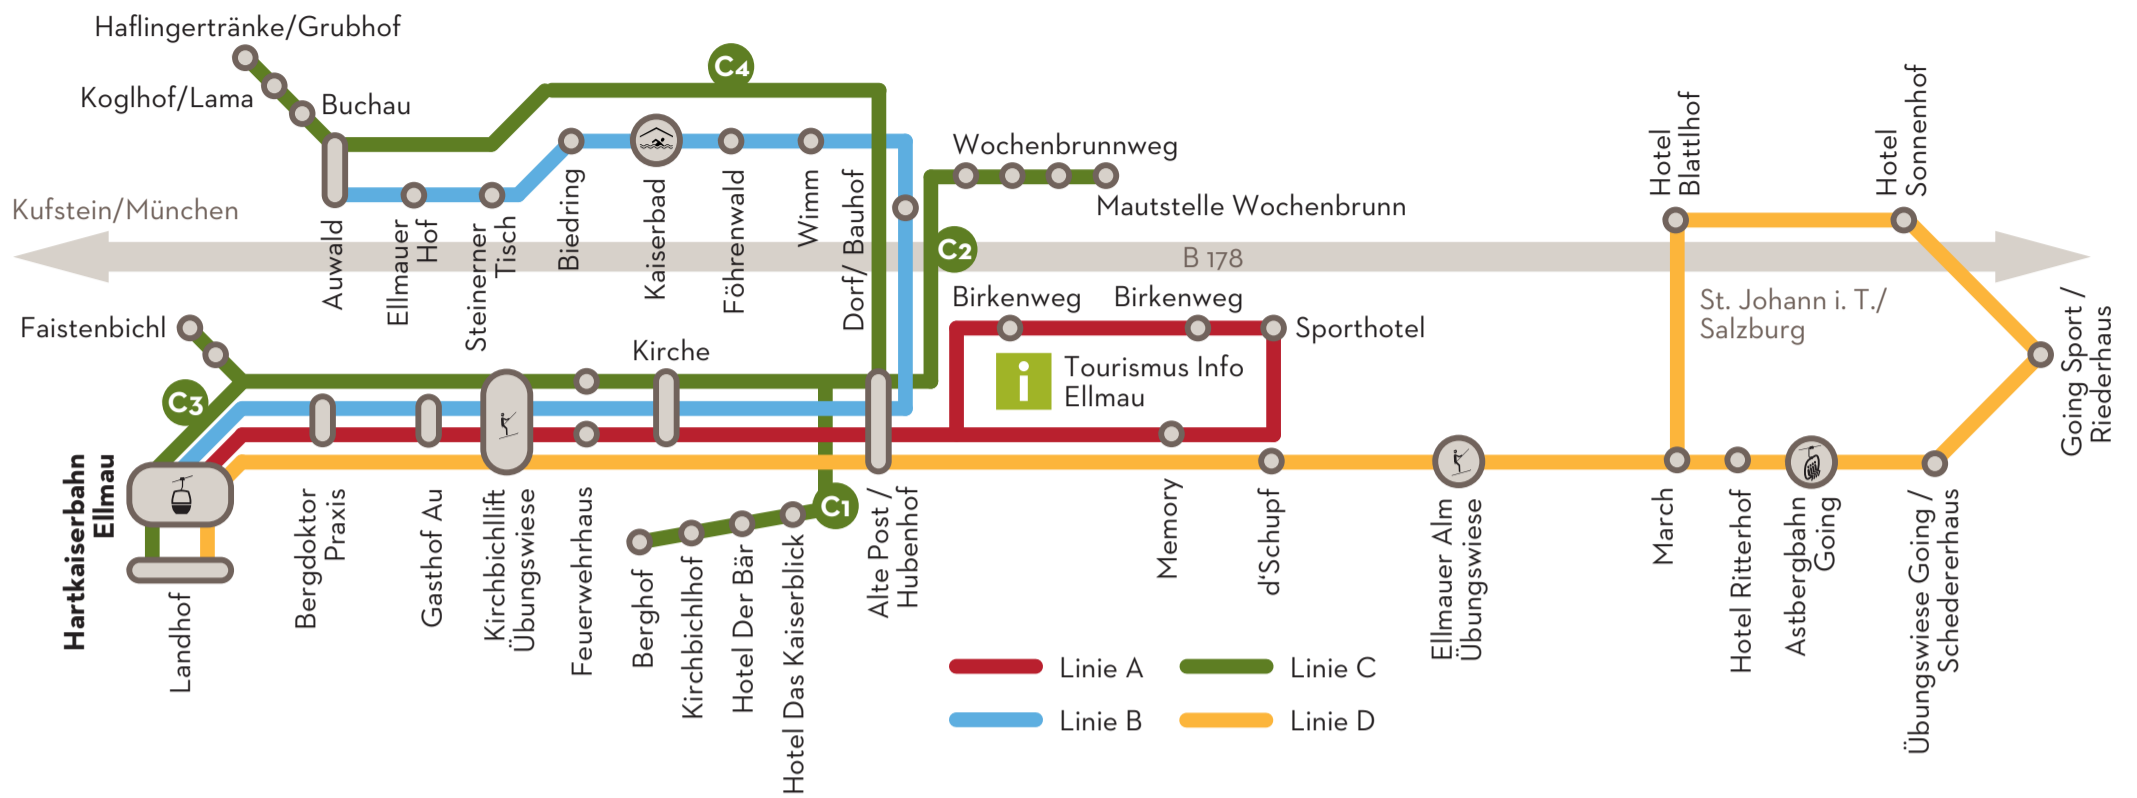 Haflingertränke/Grubhof
Koglhof/Lama
Buchau
C4
Wochenbrunnweg
Mautstelle Wochenbrunn
Hotel
Blattlhof
Hotel
Sonnenhof
Kufstein/München
Auwald
Ellmauer
Hof
Steinerner
Tisch
Biedring
Kaiserbad
Föhrenwald
Wimm
Dorf/ Bauhof
C2
B 178
St. Johann i. T./
Salzburg
Going Sport /
Riederhaus
Faistenbichl
Kirche
Birkenweg
Birkenweg
Sporthotel
i
Tourismus Info
Ellmau
C3
C1
Hartkaiserbahn
Ellmau
Landhof
Bergdoktor
Praxis
Gasthof Au
Kirchbichllift
Übungswiese
Feuerwehrhaus
Berghof
Kirchbichlhof
Hotel Der Bär
Hotel Das Kaiserblick
Alte Post /
Hubenhof
Memory
d'Schupf
Ellmauer Alm
Übungswiese
March
Hotel Ritterhof
Astbergbahn
Going
Übungswiese Going /
Schedererhaus
Linie A
Linie C
Linie B
Linie D